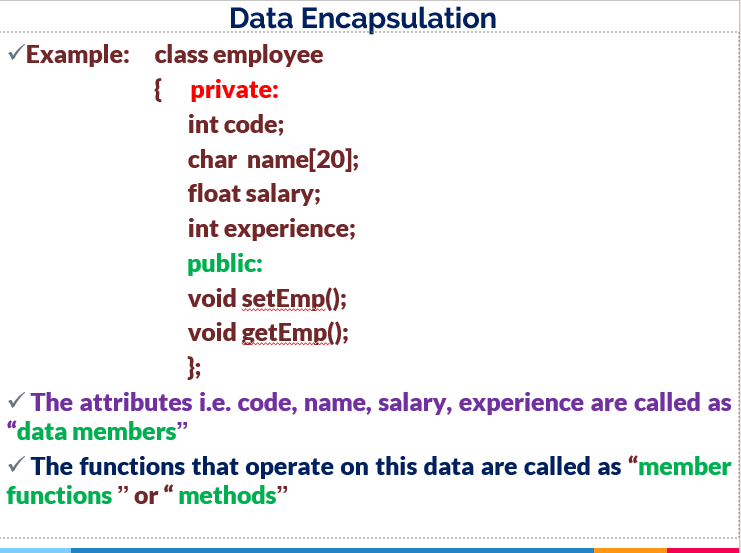 Data Encapsulation
✓Example: class employee
{ private:
int code;
char name[20];
float salary;
int experience;
public:
void setEmp();
void getEmp();
};
✓ The attributes i.e. code, name, salary, experience are called as
“data members”
✓ The functions that operate on this data are called as “member
functions ” or “ methods”